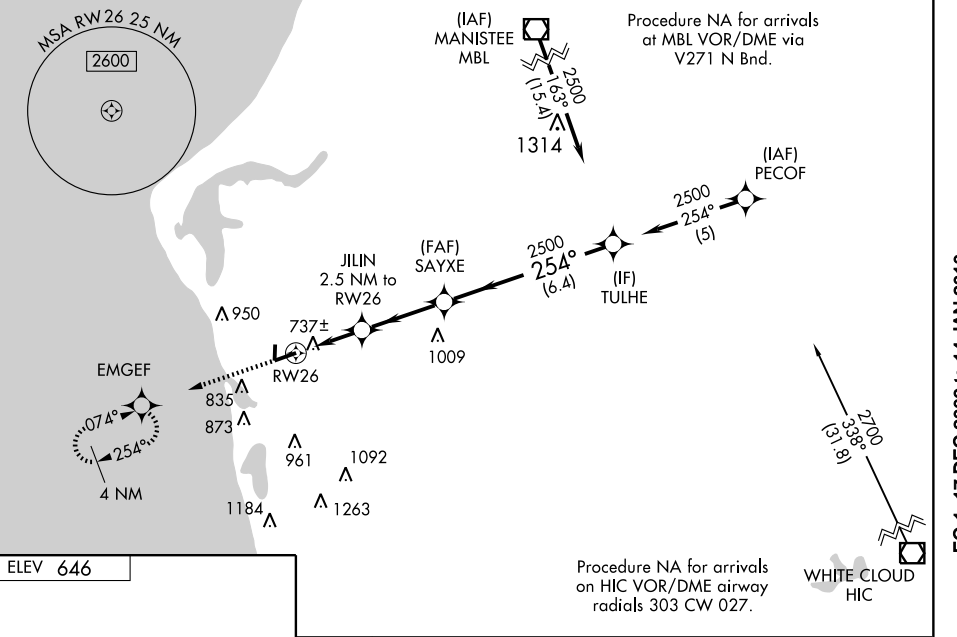 MSA RW26 25 NM
2600
(IAF)
MANISTEE
MBL
Procedure NA for arrivals
at MBL VOR/DME via
V271 N Bnd.
2500
163°
(15.4)
1314
(IAF)
PECOF
2500
254°
(5)
(FAF)
SAYXE
2500
254°
(6.4)
(IF)
TULHE
JILIN
2.5 NM to
RW26
950
737±
1009
RW26
EMGEF
074°
254°
4 NM
835
873
961
1092
1184
1263
2700
338°
(31.8)
ELEV 646
Procedure NA for arrivals
on HIC VOR/DME airway
radials 303 CW 027.
WHITE CLOUD
HIC